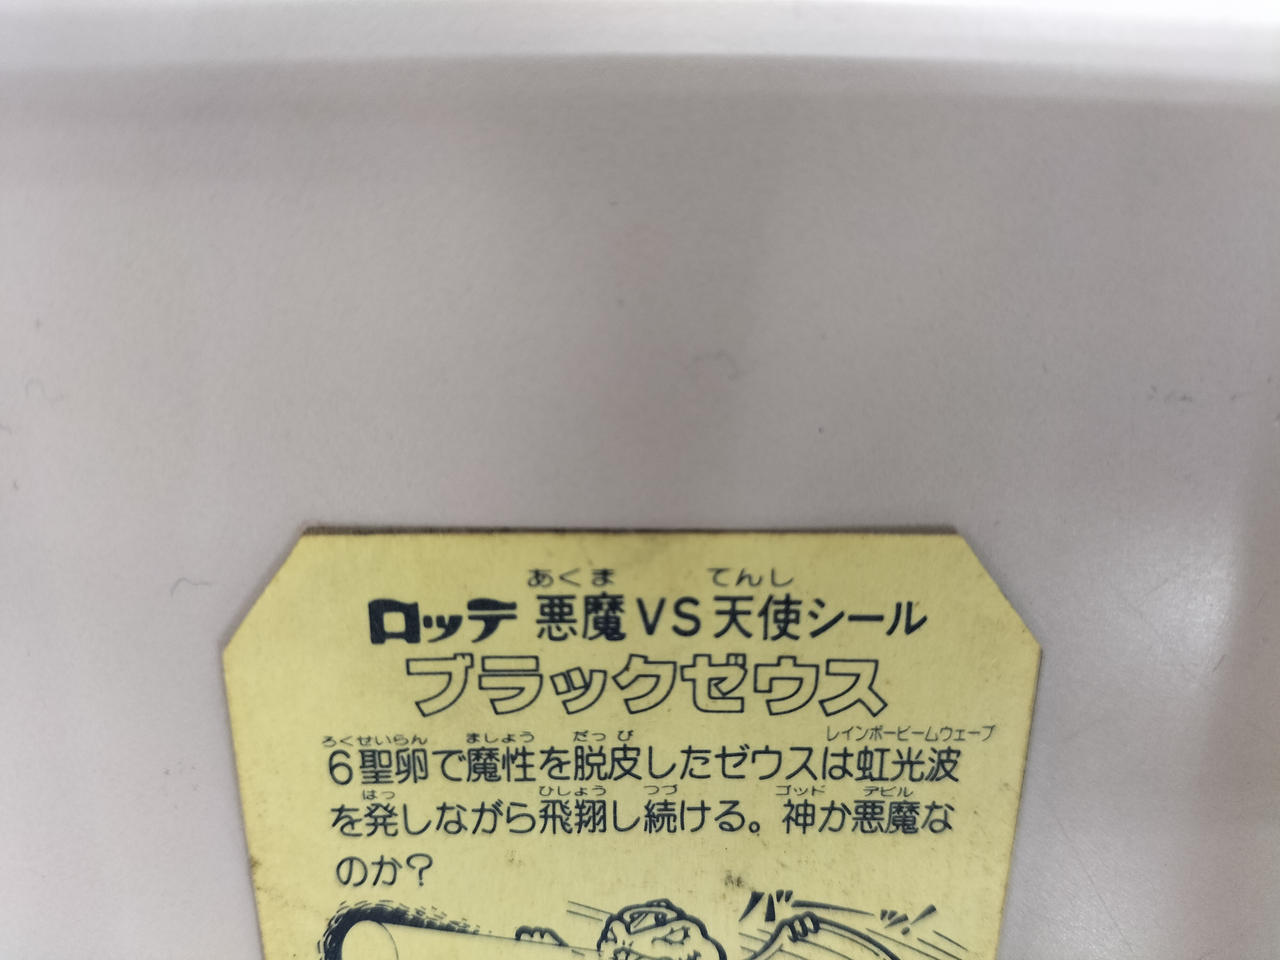 あくま てんし
ロッテ 悪魔VS天使シール
ブラックゼウス
ろくせいらん ましょう だっぴ レインボービームウェーブ
6聖卵で魔性を脱皮したゼウスは虹光波
はっ ひしょう つづ ゴッド デビル
を発しながら飛翔し続ける。神か悪魔な
のか?
バッ!